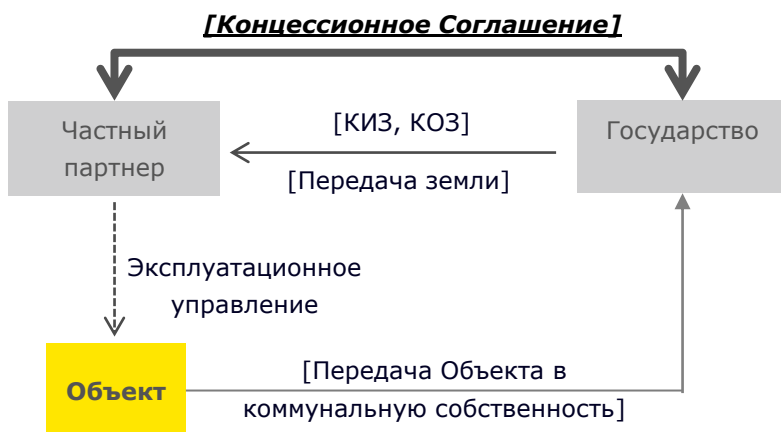 [Концессионное Соглашение]
Частный
партнер
[КИЗ, КОЗ]
[Передача земли]
Государство
Эксплуатационное
управление
Объект
[Передача Объекта в
коммунальную собственность]